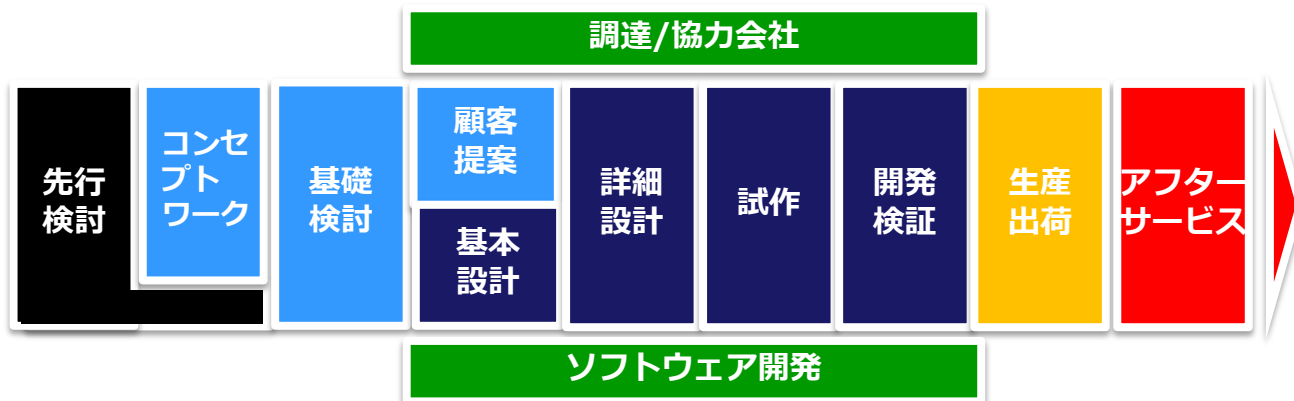 調達/協力会社
先行
検討
コンセ
プト
ワーク
基礎
検討
顧客
提案
基本
設計
詳細
設計
試作
開発
検証
生産
出荷
アフター
サービス
ソフトウェア開発